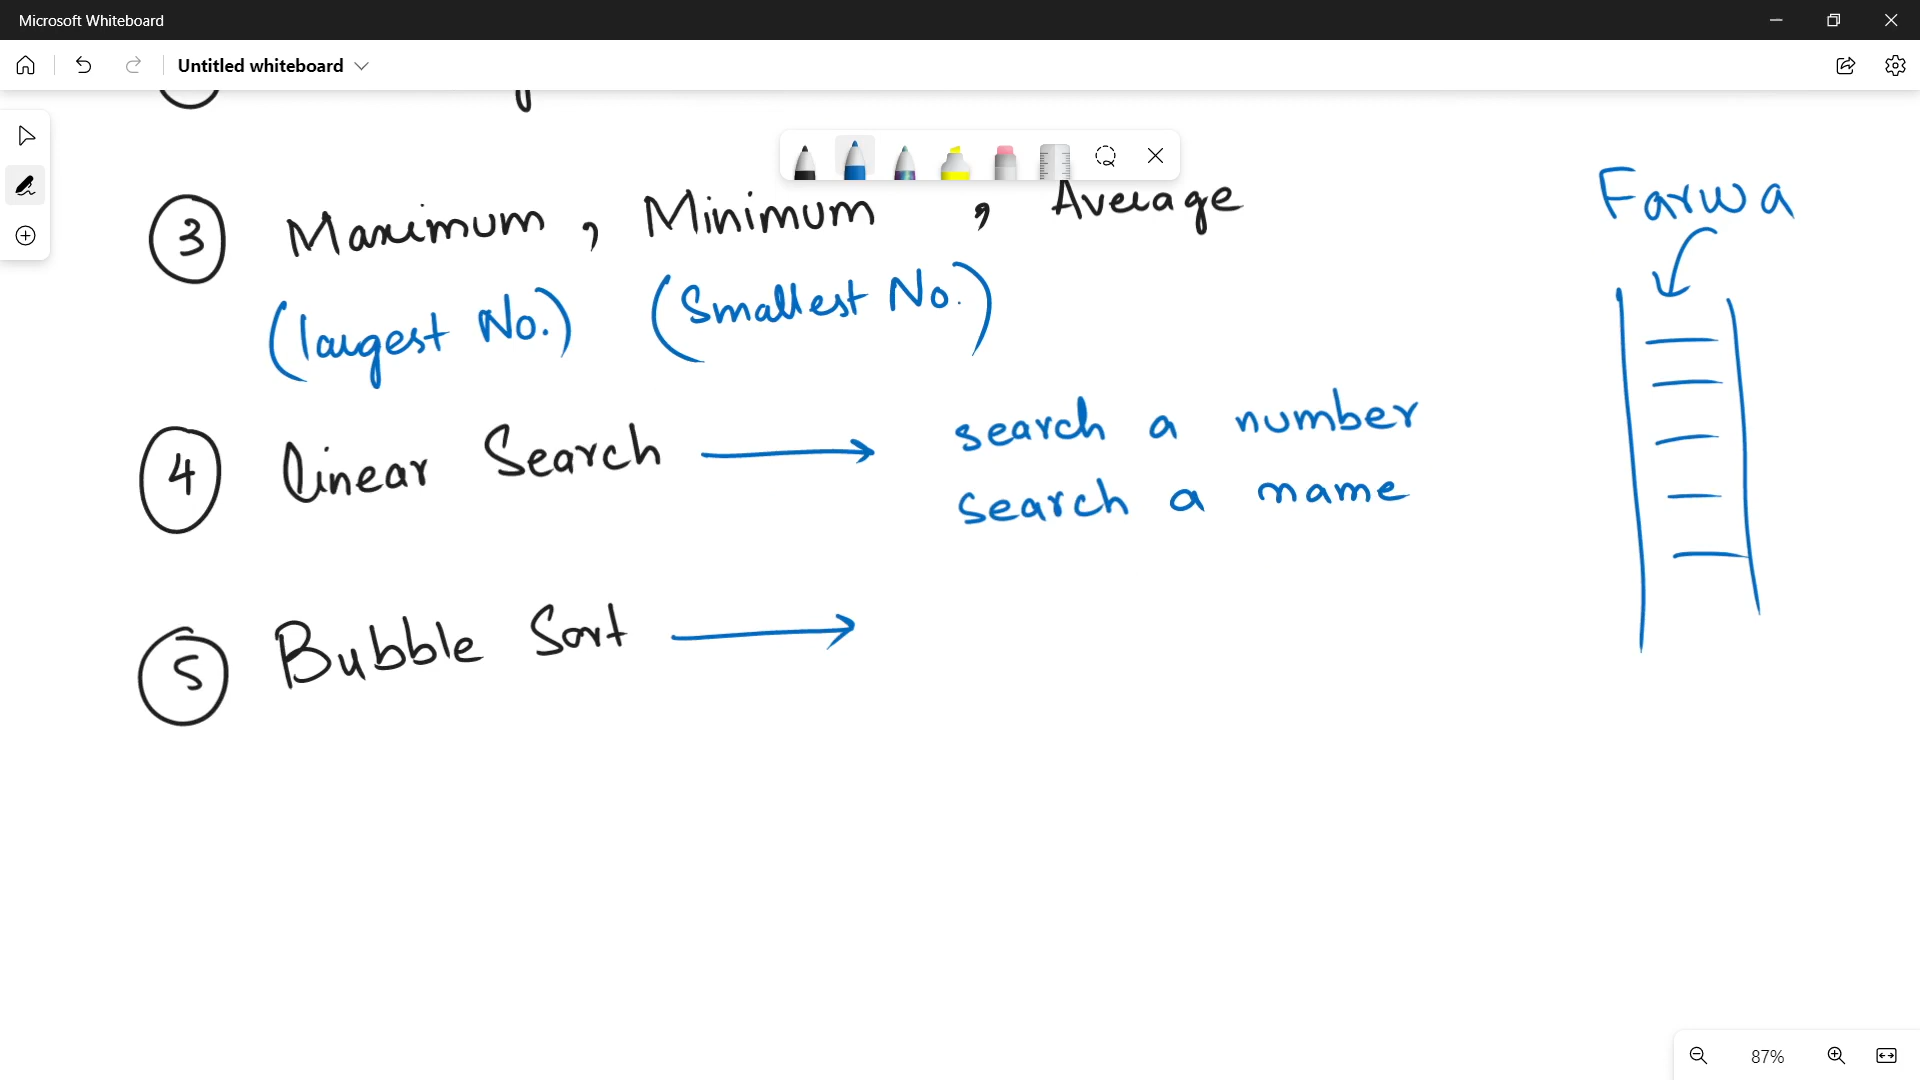 Microsoft Whiteboard
Untitled whiteboard
3 Maximum, Minimum, Average
(largest No.) (Smallest No.)
Farwa
4 Linear Search → search a number
search a name
5 Bubble Sort →
87%